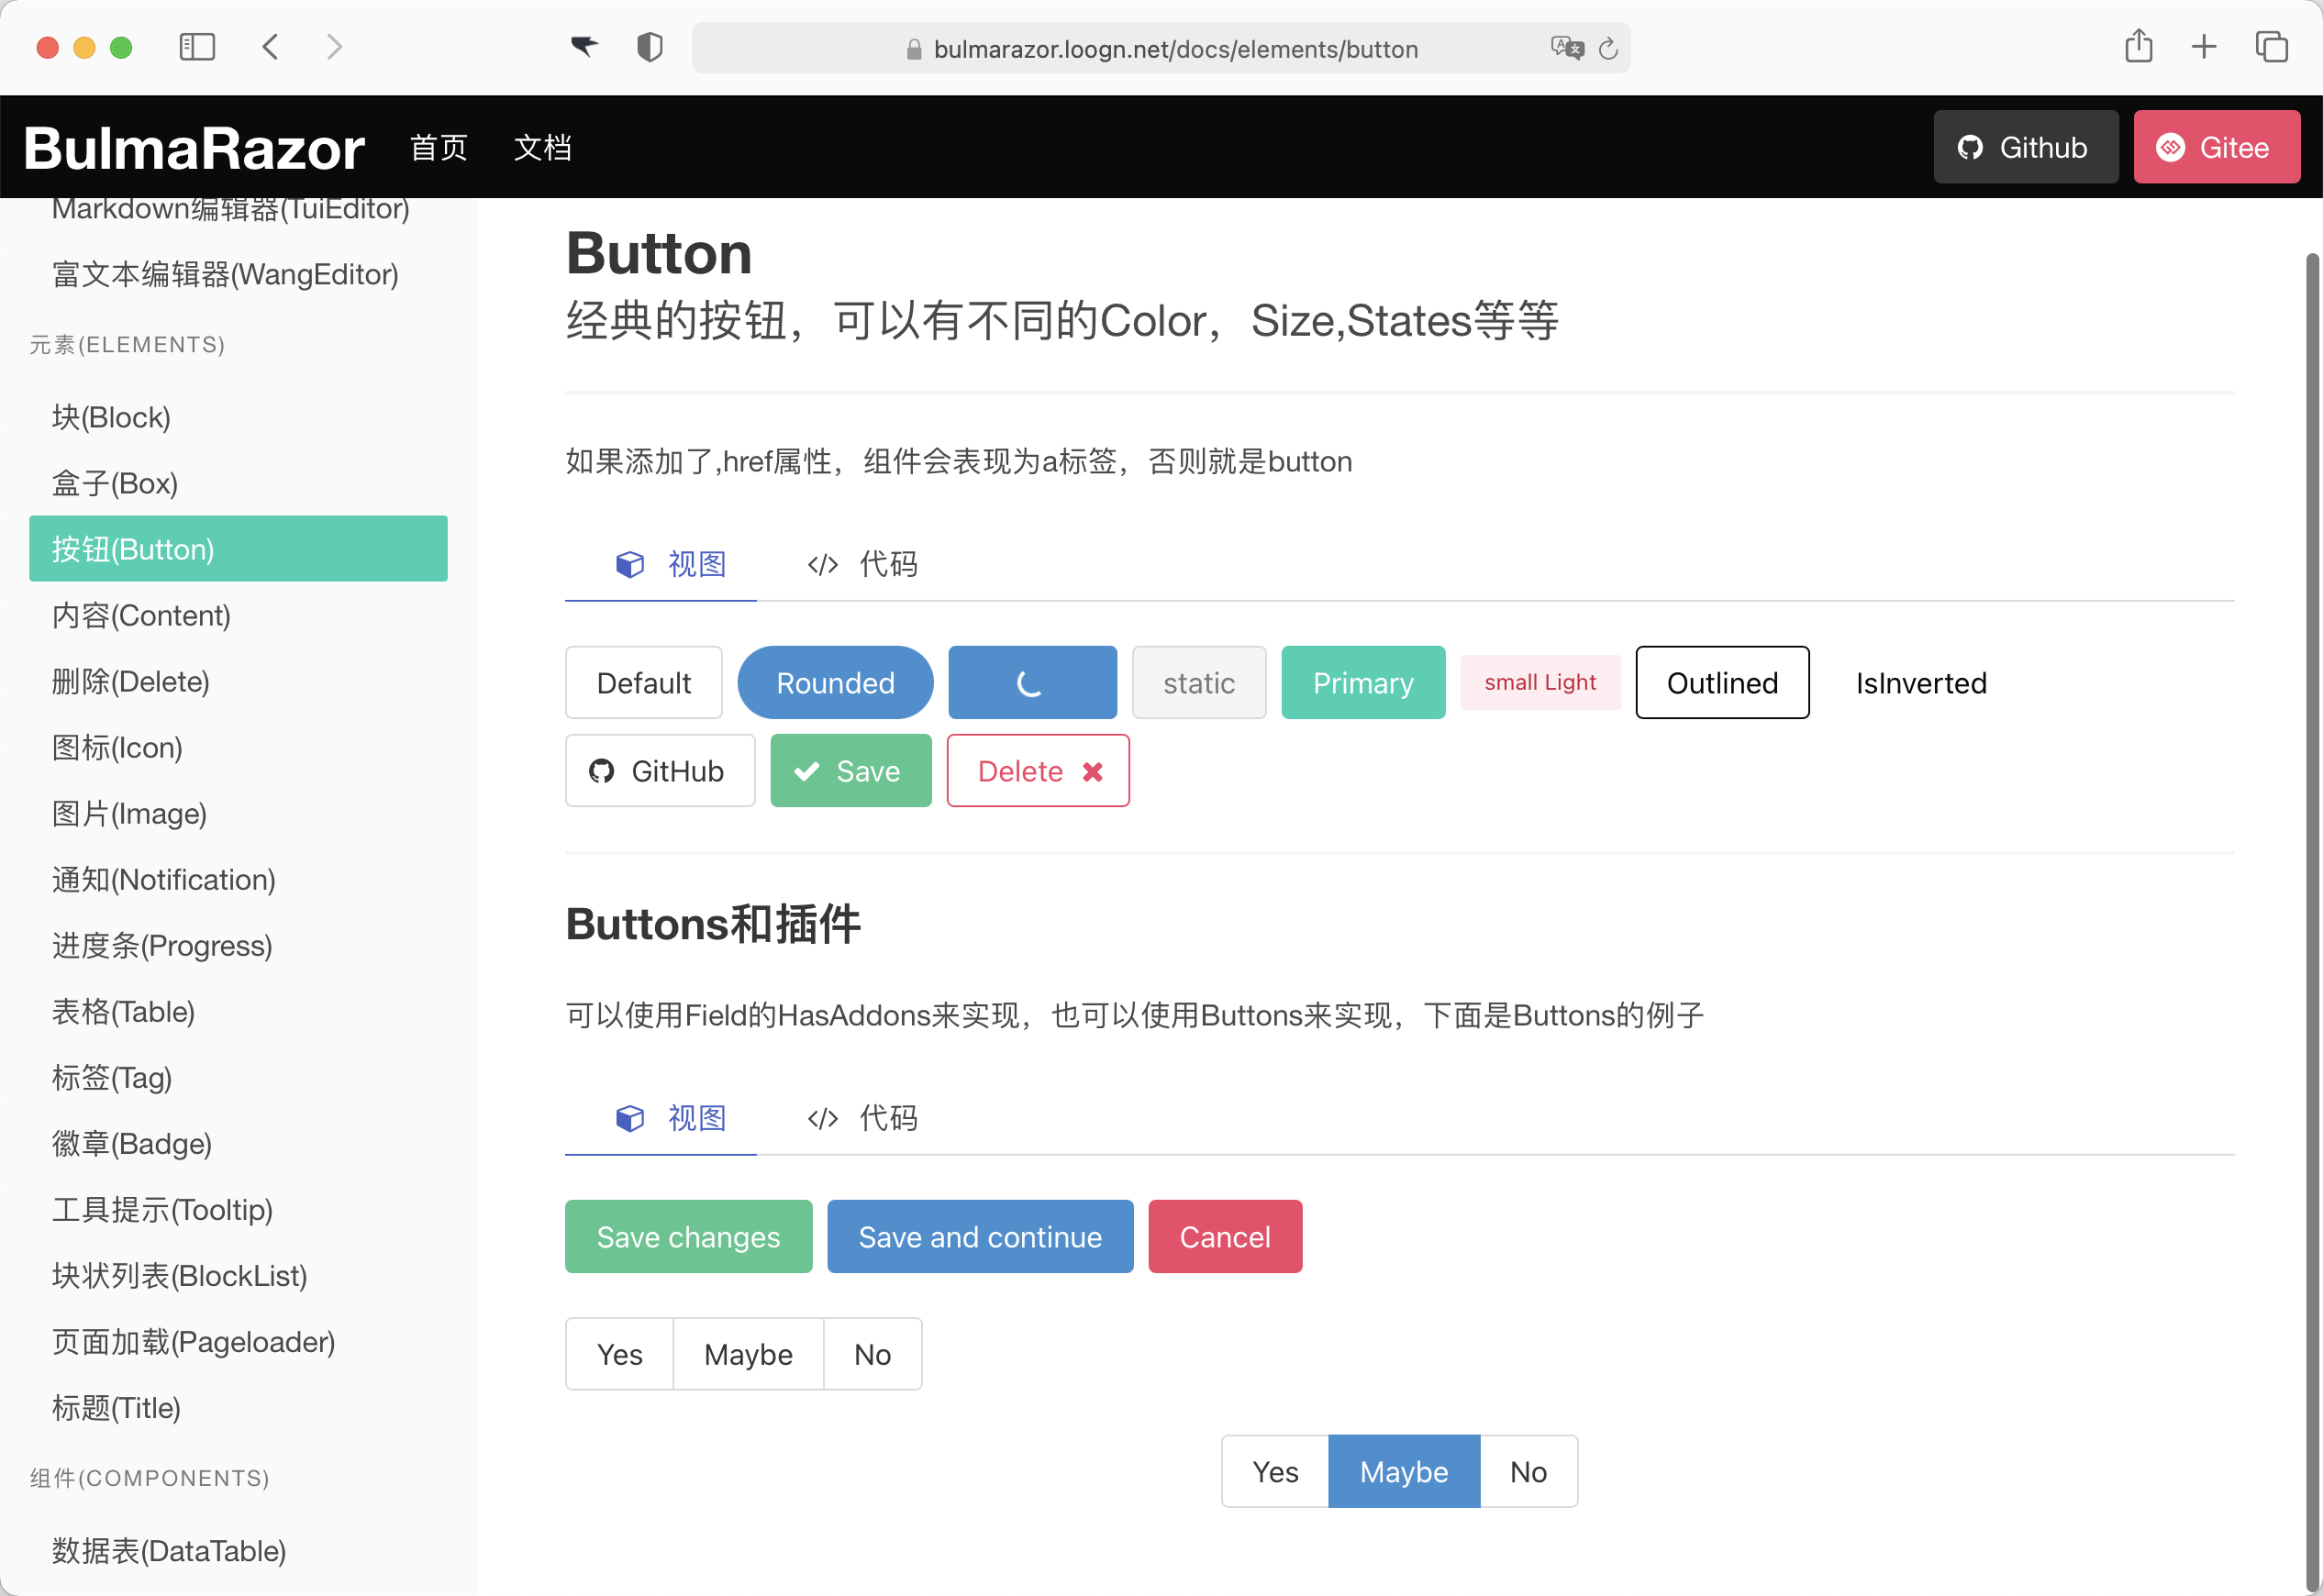 bulmarazor.loogn.net/docs/elements/button
BulmaRazor 首页 文档 Github Gitee
Markdown编辑器(TuiEditor)
富文本编辑器(WangEditor)
元素(ELEMENTS)
块(Block)
盒子(Box)
按钮(Button)
内容(Content)
删除(Delete)
图标(Icon)
图片(Image)
通知(Notification)
进度条(Progress)
表格(Table)
标签(Tag)
徽章(Badge)
工具提示(Tooltip)
块状列表(BlockList)
页面加载(Pageloader)
标题(Title)
组件(COMPONENTS)
数据表(DataTable)
Button
经典的按钮，可以有不同的Color，Size,States等等
如果添加了,href属性，组件会表现为a标签，否则就是button
视图 </> 代码
Default Rounded static Primary small Light Outlined IsInverted
GitHub Save Delete
Buttons和插件
可以使用Field的HasAddons来实现，也可以使用Buttons来实现，下面是Buttons的例子
视图 </> 代码
Save changes Save and continue Cancel
Yes Maybe No
Yes Maybe No